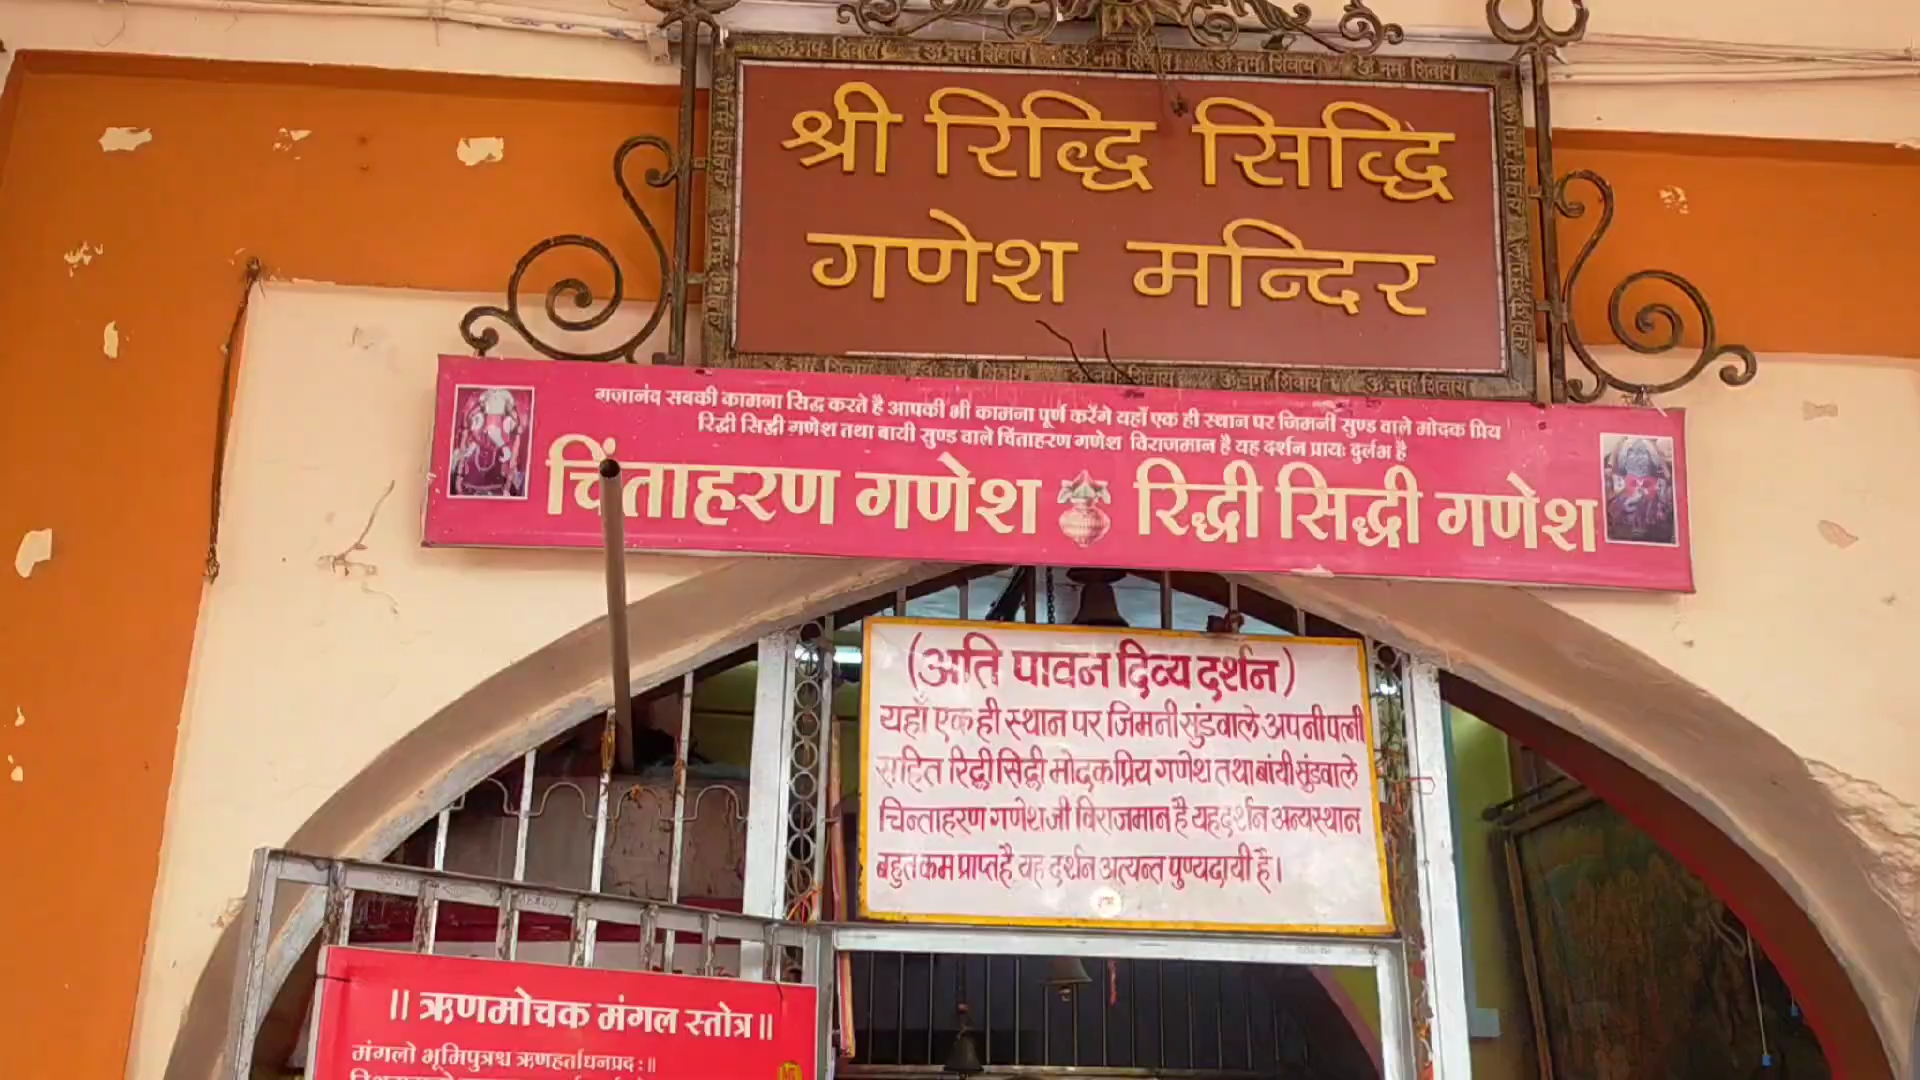 श्री रिद्धि सिद्धि
गणेश मन्दिर
गजानंद सबकी कामना सिद्ध करते है आपकी भी कामना पूर्ण करेंगे यहाँ एक ही स्थान पर जिमनी सुण्ड वाले मोदक प्रिय
रिद्धी सिद्धी गणेश तथा बायी सुण्ड वाले चिंताहरण गणेश विराजमान है यह दर्शन प्रायः दुर्लभ है
चिंताहरण गणेश रिद्धी सिद्धी गणेश
(अति पावन दिव्य दर्शन)
यहाँ एक ही स्थान पर जिमनी सुंडवाले अपनी पत्नी
सहित रिद्धी सिद्धी मोदक प्रिय गणेश तथा बांयी सुंडवाले
चिन्ताहरण गणेशजी विराजमान है यह दर्शन अन्य स्थान
बहुत कम प्राप्त है यह दर्शन अत्यन्त पुण्यदायी है।
।। ऋणमोचक मंगल स्तोत्र ।।
मंगलो भूमिपुत्रश्च ऋणहर्ताधनप्रदः ॥